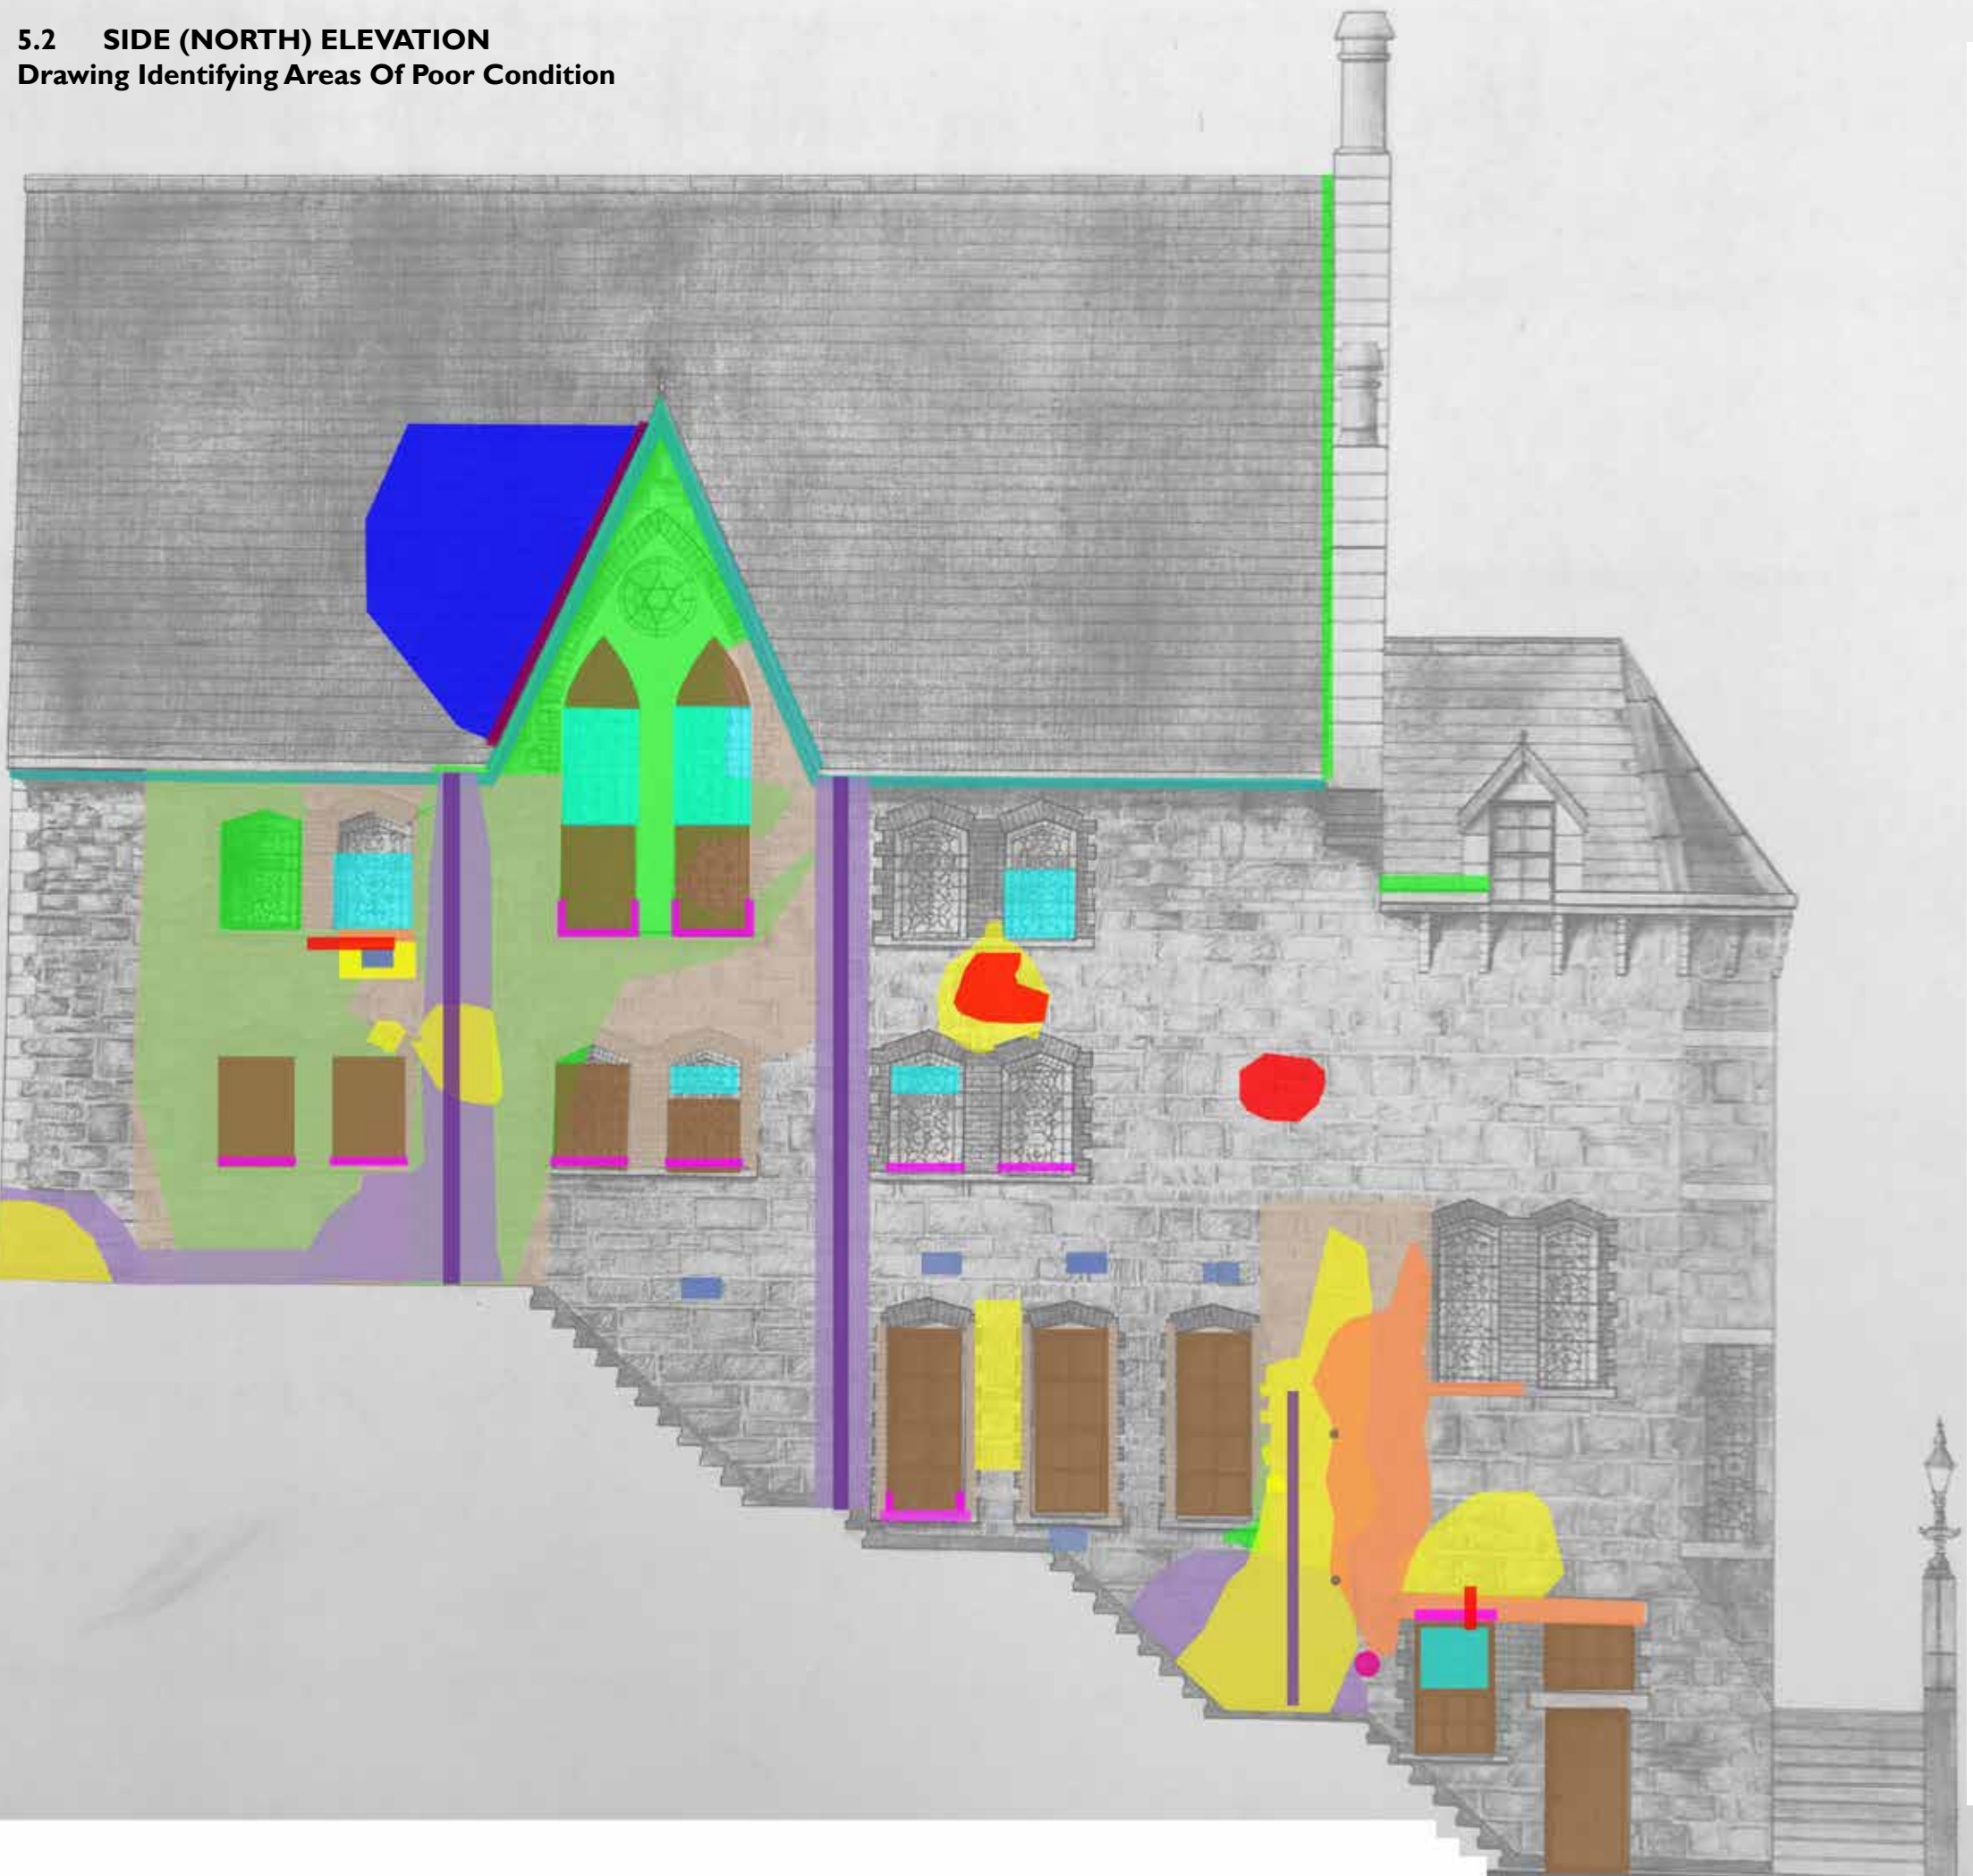 5.2 SIDE (NORTH) ELEVATION
Drawing Identifying Areas Of Poor Condition